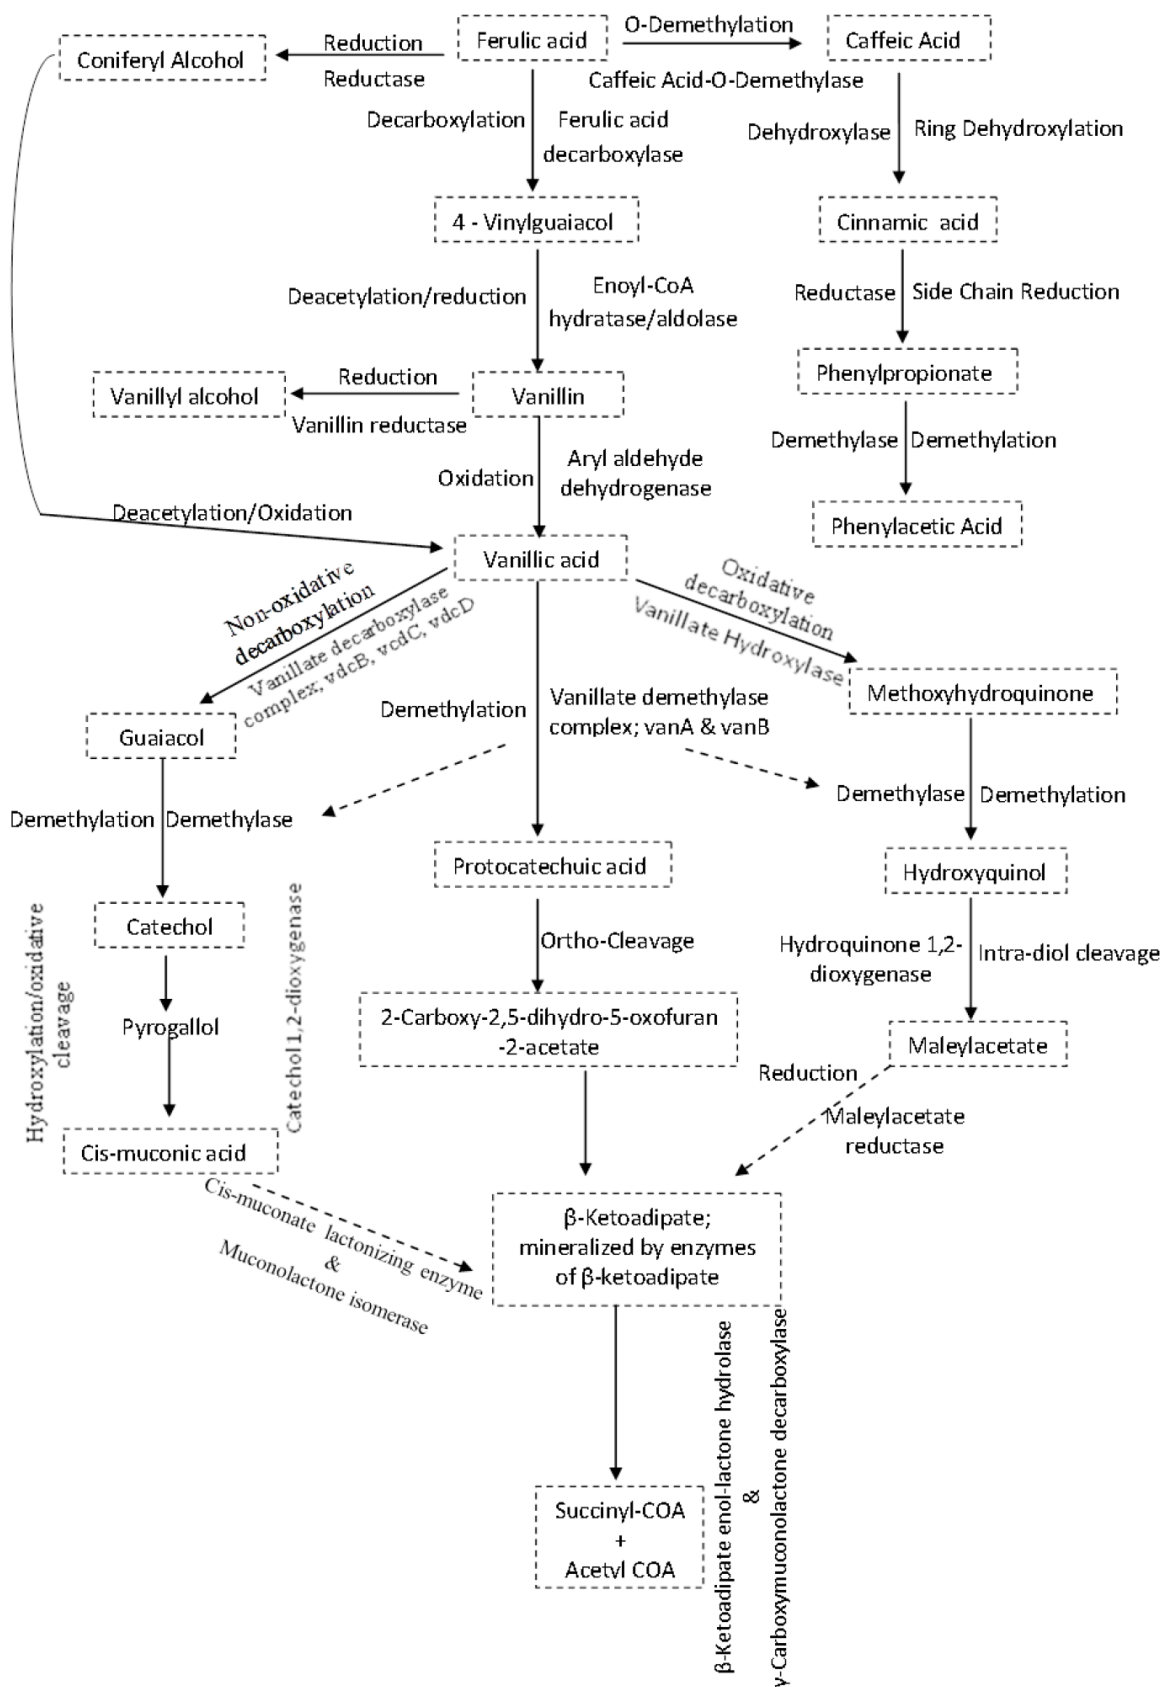 Coniferyl Alcohol
Reduction
Reductase
Ferulic acid
O-Demethylation
Caffeic Acid-O-Demethylase
Caffeic Acid
Decarboxylation
Ferulic acid
decarboxylase
Dehydroxylase
Ring Dehydroxylation
4 - Vinylguaiacol
Cinnamic acid
Deacetylation/reduction
Enoyl-CoA
hydratase/aldolase
Reductase
Side Chain Reduction
Vanillyl alcohol
Reduction
Vanillin reductase
Vanillin
Phenylpropionate
Oxidation
Aryl aldehyde
dehydrogenase
Demethylase
Demethylation
Deacetylation/Oxidation
Phenylacetic Acid
Vanillic acid
Non-oxidative
decarboxylation
Vanillate decarboxylase
complex; vdcB, vcdC, vdcD
Oxidative
decarboxylation
Vanillate Hydroxylase
Demethylation
Vanillate demethylase
complex; vanA & vanB
Methoxyhydroquinone
Guaiacol
Demethylation
Demethylase
Demethylase
Demethylation
Protocatechuic acid
Hydroxyquinol
Catechol
Hydroxylation/oxidative
cleavage
Catechol 1,2-dioxygenase
Ortho-Cleavage
Hydroquinone 1,2-
dioxygenase
Intra-diol cleavage
Pyrogallol
2-Carboxy-2,5-dihydro-5-oxofuran
-2-acetate
Maleylacetate
Reduction
Maleylacetate
reductase
Cis-muconic acid
Cis-muconate lactonizing enzyme
&
Muconolactone isomerase
β-Ketoadipate;
mineralized by enzymes
of β-ketoadipate
β-Ketoadipate enol-lactone hydrolase
&
γ-Carboxymuconolactone decarboxylase
Succinyl-COA
+
Acetyl COA